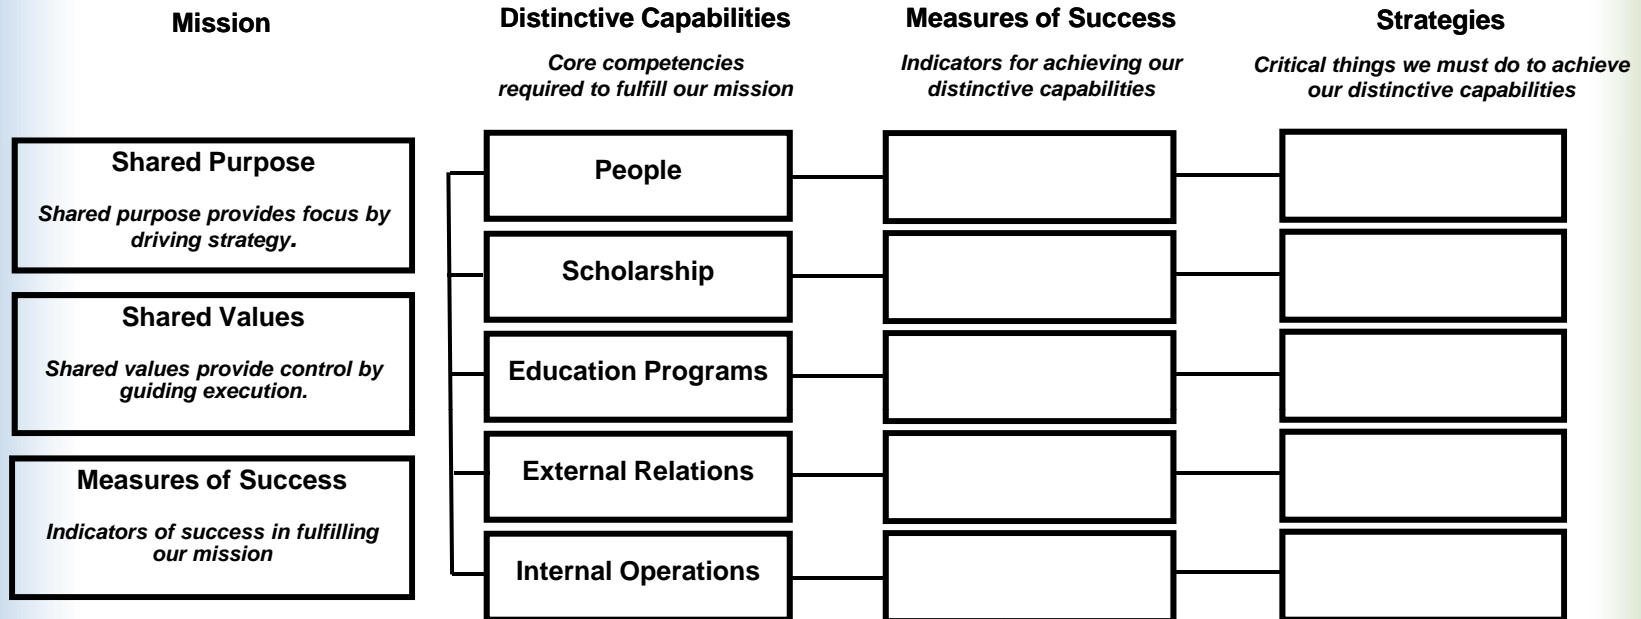 Mission
Shared Purpose
Shared purpose provides focus by
driving strategy.
Shared Values
Shared values provide control by
guiding execution.
Measures of Success
Indicators of success in fulfilling
our mission
Distinctive Capabilities
Core competencies
required to fulfill our mission
People
Scholarship
Education Programs
External Relations
Internal Operations
Measures of Success
Indicators for achieving our
distinctive capabilities
Strategies
Critical things we must do to achieve
our distinctive capabilities